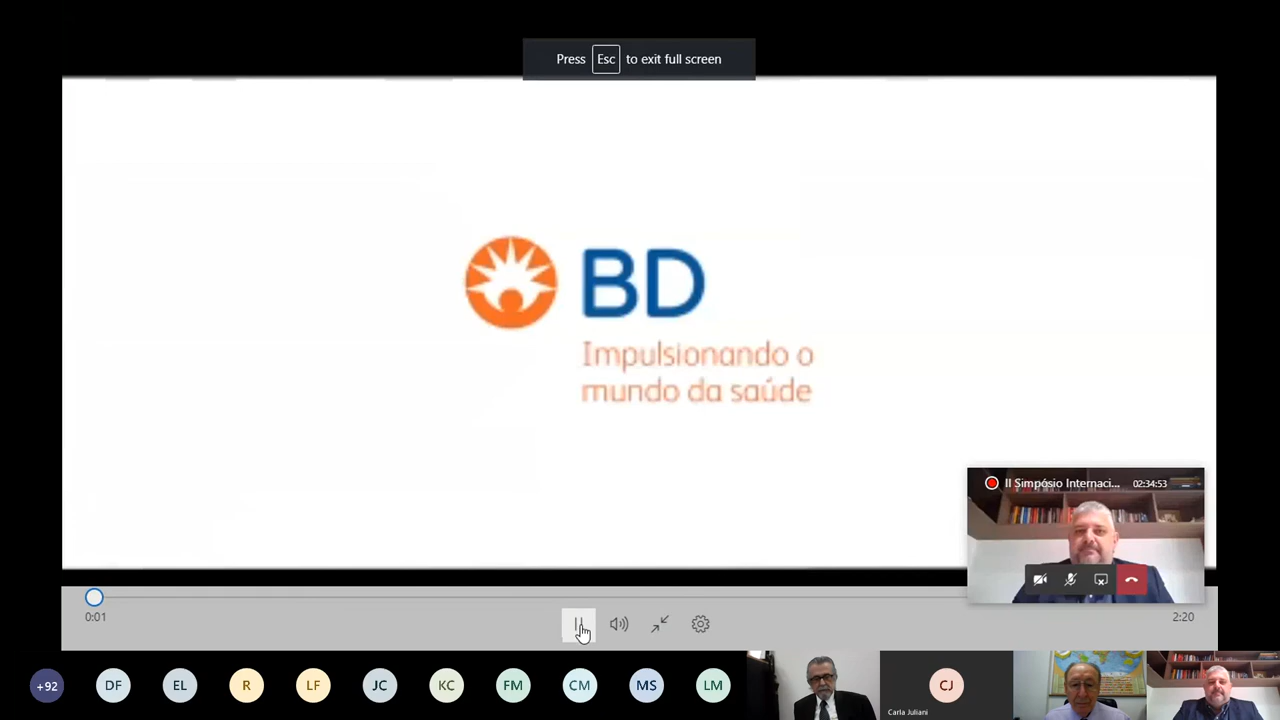 Press Esc to exit full screen
BD
Impulsionando o
mundo da saúde
II Simpósio Internaci...
02:34:53
0:01
2:20
+92
DF
EL
R
LF
JC
KC
FM
CM
MS
LM
CJ
Carla Juliani